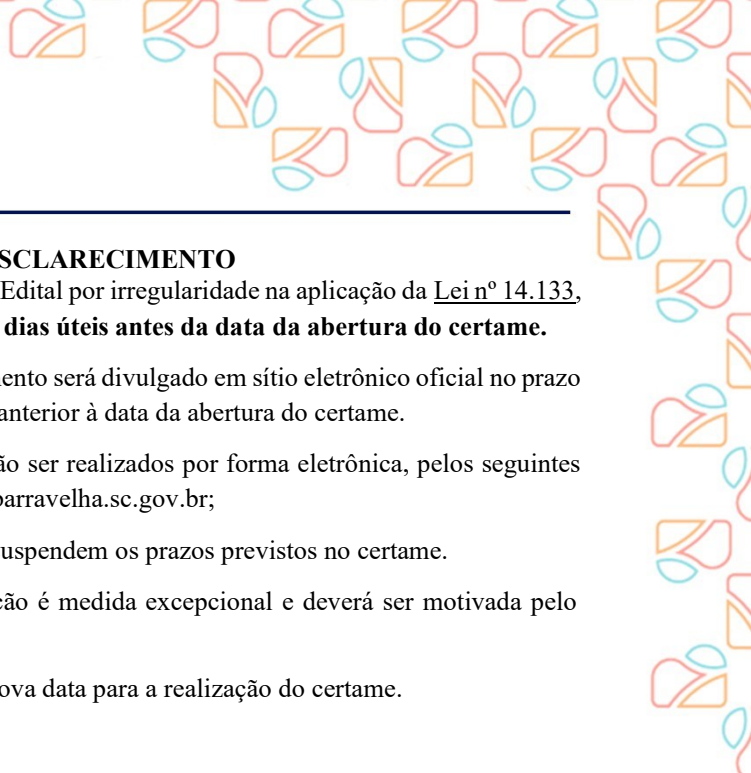 SCLARECIMENTO
Edital por irregularidade na aplicação da Lei nº 14.133,
dias úteis antes da data da abertura do certame.
ento será divulgado em sítio eletrônico oficial no prazo
anterior à data da abertura do certame.
ão ser realizados por forma eletrônica, pelos seguintes
barravelha.sc.gov.br;
uspendem os prazos previstos no certame.
ção é medida excepcional e deverá ser motivada pelo
ova data para a realização do certame.